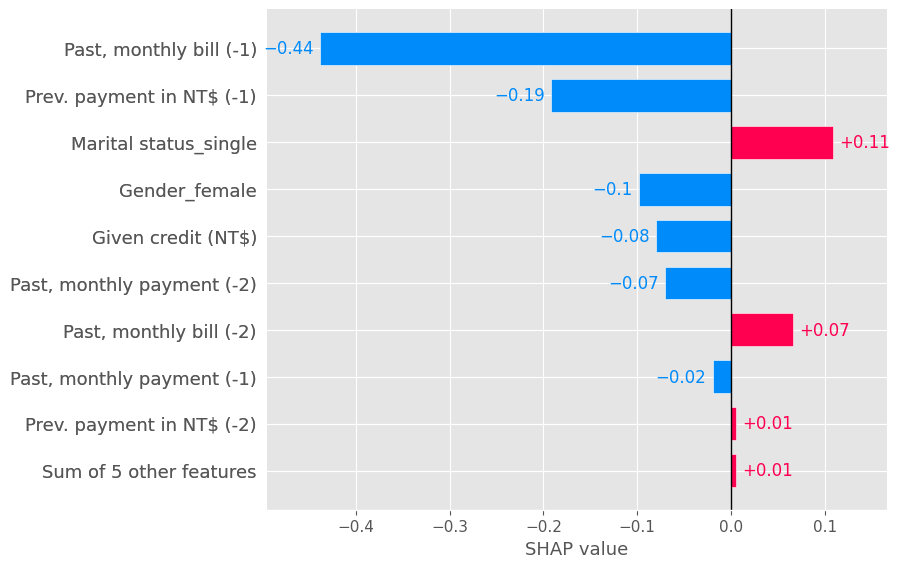 Past, monthly bill (-1) −0.44
Prev. payment in NT$ (-1) −0.19
Marital status_single +0.11
Gender_female −0.1
Given credit (NT$) −0.08
Past, monthly payment (-2) −0.07
Past, monthly bill (-2) +0.07
Past, monthly payment (-1) −0.02
Prev. payment in NT$ (-2) +0.01
Sum of 5 other features +0.01
−0.4 −0.3 −0.2 −0.1 0.0 0.1
SHAP value